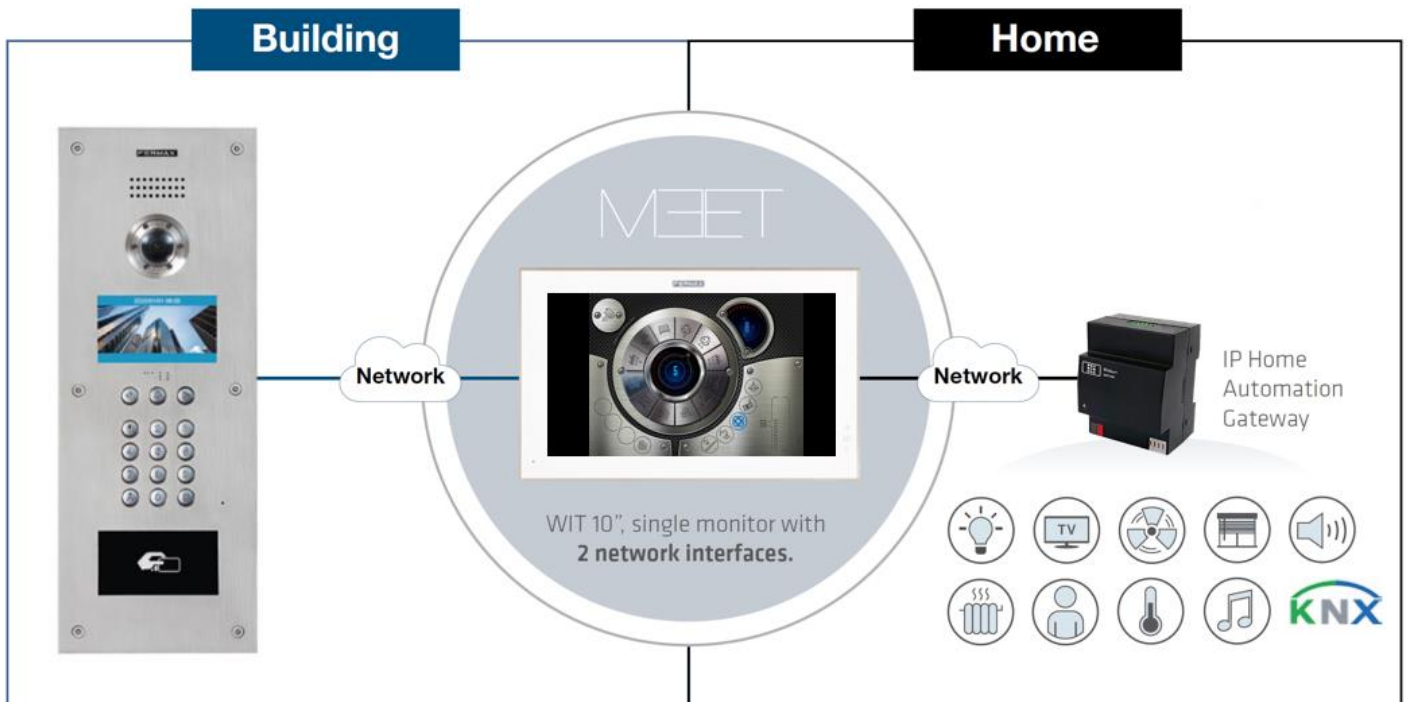 Building
Home
FERMAX
MEET
FERMAX
Network
Network
IP Home
Automation
Gateway
WIT 10”, single monitor with
2 network interfaces.
TV
KNX